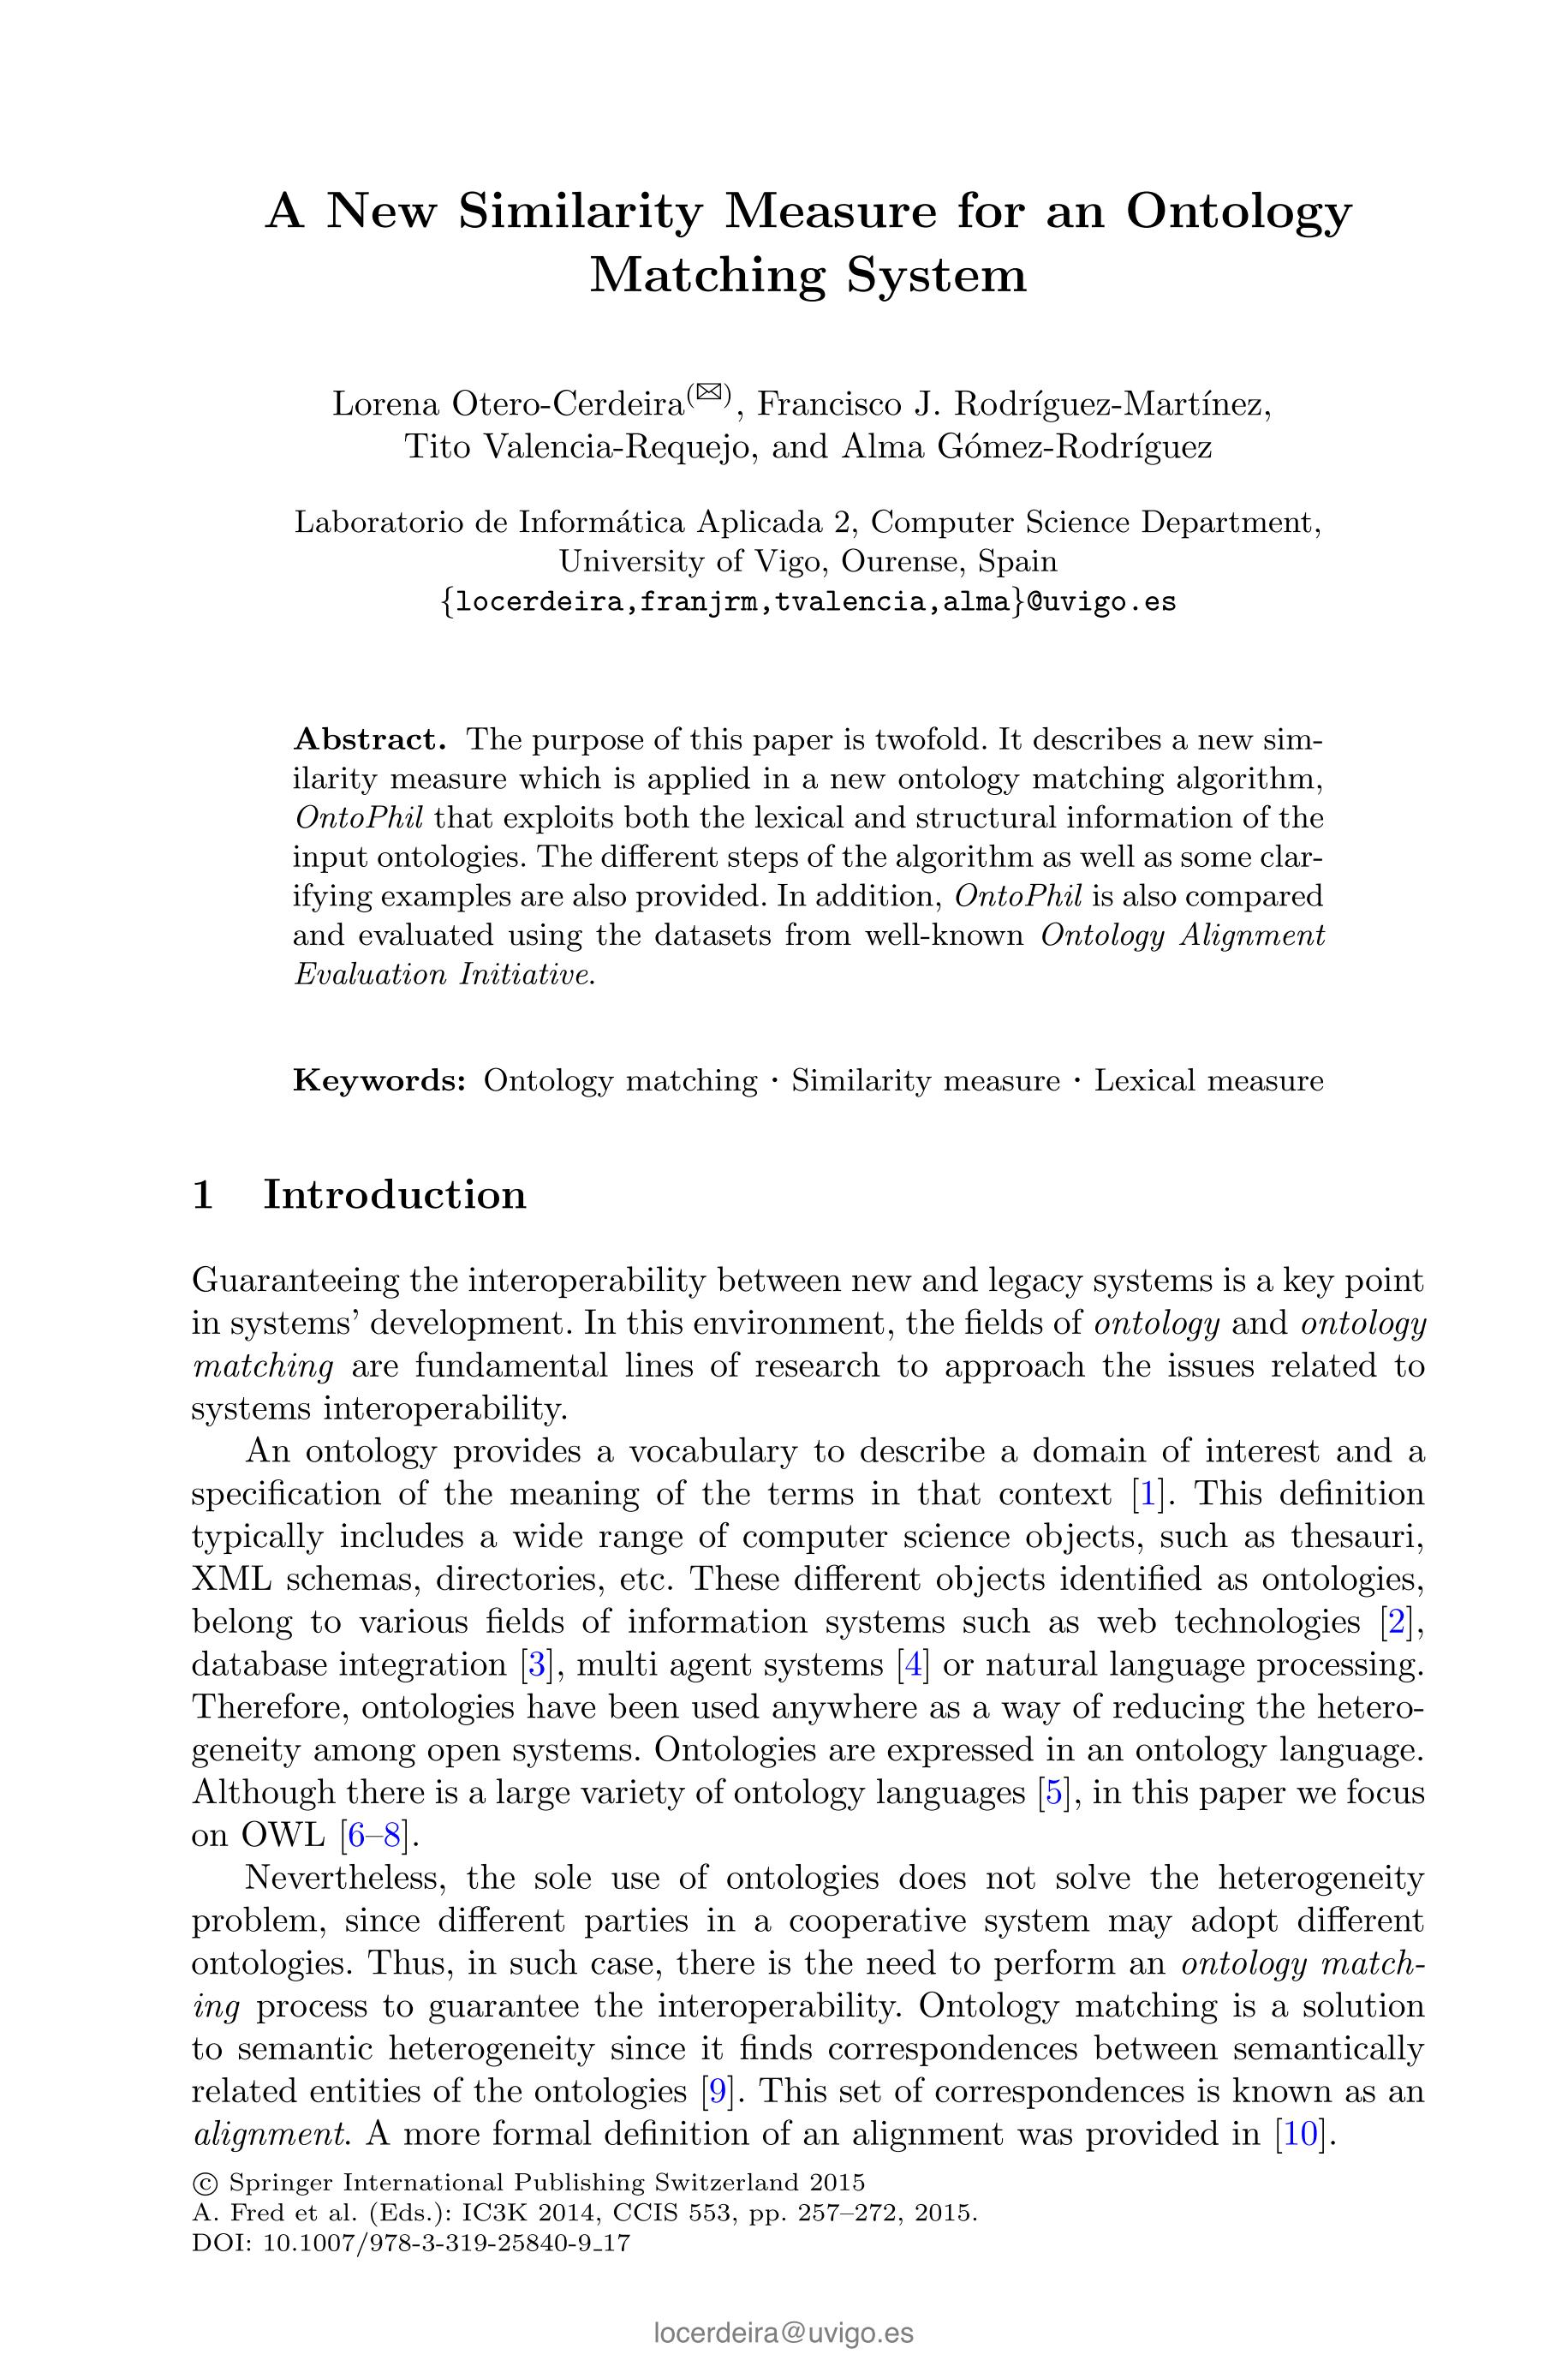 A New Similarity Measure for an Ontology
Matching System
Lorena Otero-Cerdeira(✉), Francisco J. Rodríguez-Martínez,
Tito Valencia-Requejo, and Alma Gómez-Rodríguez
Laboratorio de Informática Aplicada 2, Computer Science Department,
University of Vigo, Ourense, Spain
{locerdeira,franjrm,tvalencia,alma}@uvigo.es
Abstract. The purpose of this paper is twofold. It describes a new sim-
ilarity measure which is applied in a new ontology matching algorithm,
OntoPhil that exploits both the lexical and structural information of the
input ontologies. The different steps of the algorithm as well as some clar-
ifying examples are also provided. In addition, OntoPhil is also compared
and evaluated using the datasets from well-known Ontology Alignment
Evaluation Initiative.
Keywords: Ontology matching · Similarity measure · Lexical measure
1 Introduction
Guaranteeing the interoperability between new and legacy systems is a key point
in systems' development. In this environment, the fields of ontology and ontology
matching are fundamental lines of research to approach the issues related to
systems interoperability.
An ontology provides a vocabulary to describe a domain of interest and a
specification of the meaning of the terms in that context [1]. This definition
typically includes a wide range of computer science objects, such as thesauri,
XML schemas, directories, etc. These different objects identified as ontologies,
belong to various fields of information systems such as web technologies [2],
database integration [3], multi agent systems [4] or natural language processing.
Therefore, ontologies have been used anywhere as a way of reducing the hetero-
geneity among open systems. Ontologies are expressed in an ontology language.
Although there is a large variety of ontology languages [5], in this paper we focus
on OWL [6–8].
Nevertheless, the sole use of ontologies does not solve the heterogeneity
problem, since different parties in a cooperative system may adopt different
ontologies. Thus, in such case, there is the need to perform an ontology match-
ing process to guarantee the interoperability. Ontology matching is a solution
to semantic heterogeneity since it finds correspondences between semantically
related entities of the ontologies [9]. This set of correspondences is known as an
alignment. A more formal definition of an alignment was provided in [10].
© Springer International Publishing Switzerland 2015
A. Fred et al. (Eds.): IC3K 2014, CCIS 553, pp. 257–272, 2015.
DOI: 10.1007/978-3-319-25840-9_17
locerdeira@uvigo.es